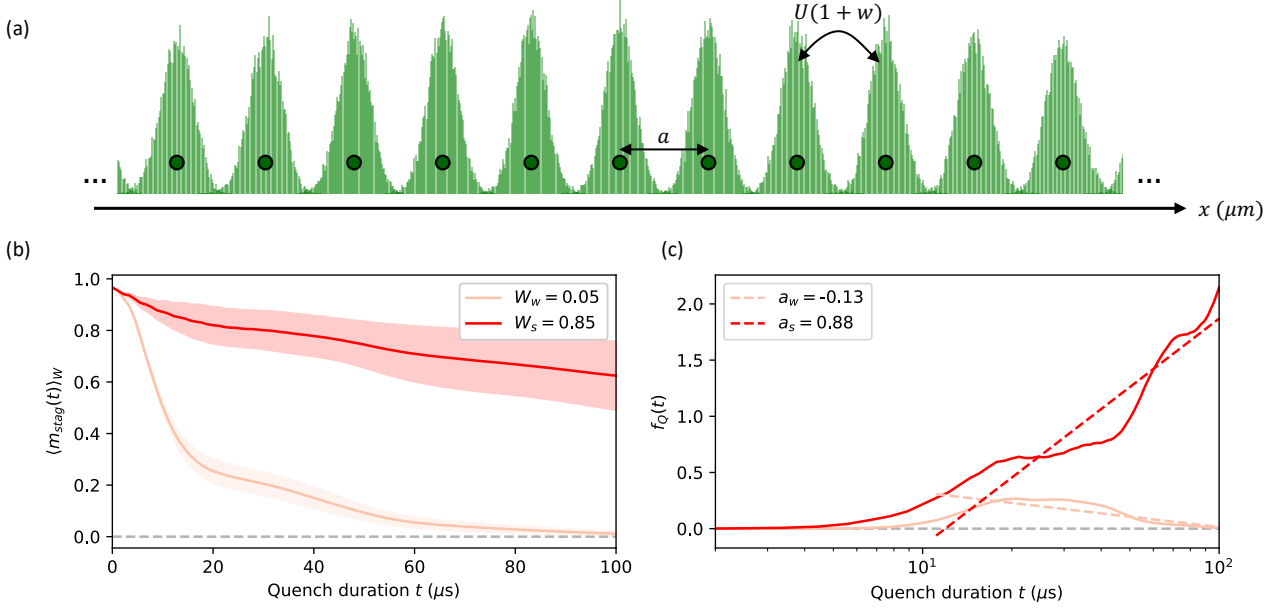 (a)
U(1 + w)
a
...
...
x (μm)
(b)
⟨m_stag(t)⟩_W
1.0
0.8
0.6
0.4
0.2
0.0
W_w = 0.05
W_s = 0.85
0
20
40
60
80
100
Quench duration t (μs)
(c)
f_Q(t)
2.0
1.5
1.0
0.5
0.0
a_w = -0.13
a_s = 0.88
10^1
10^2
Quench duration t (μs)